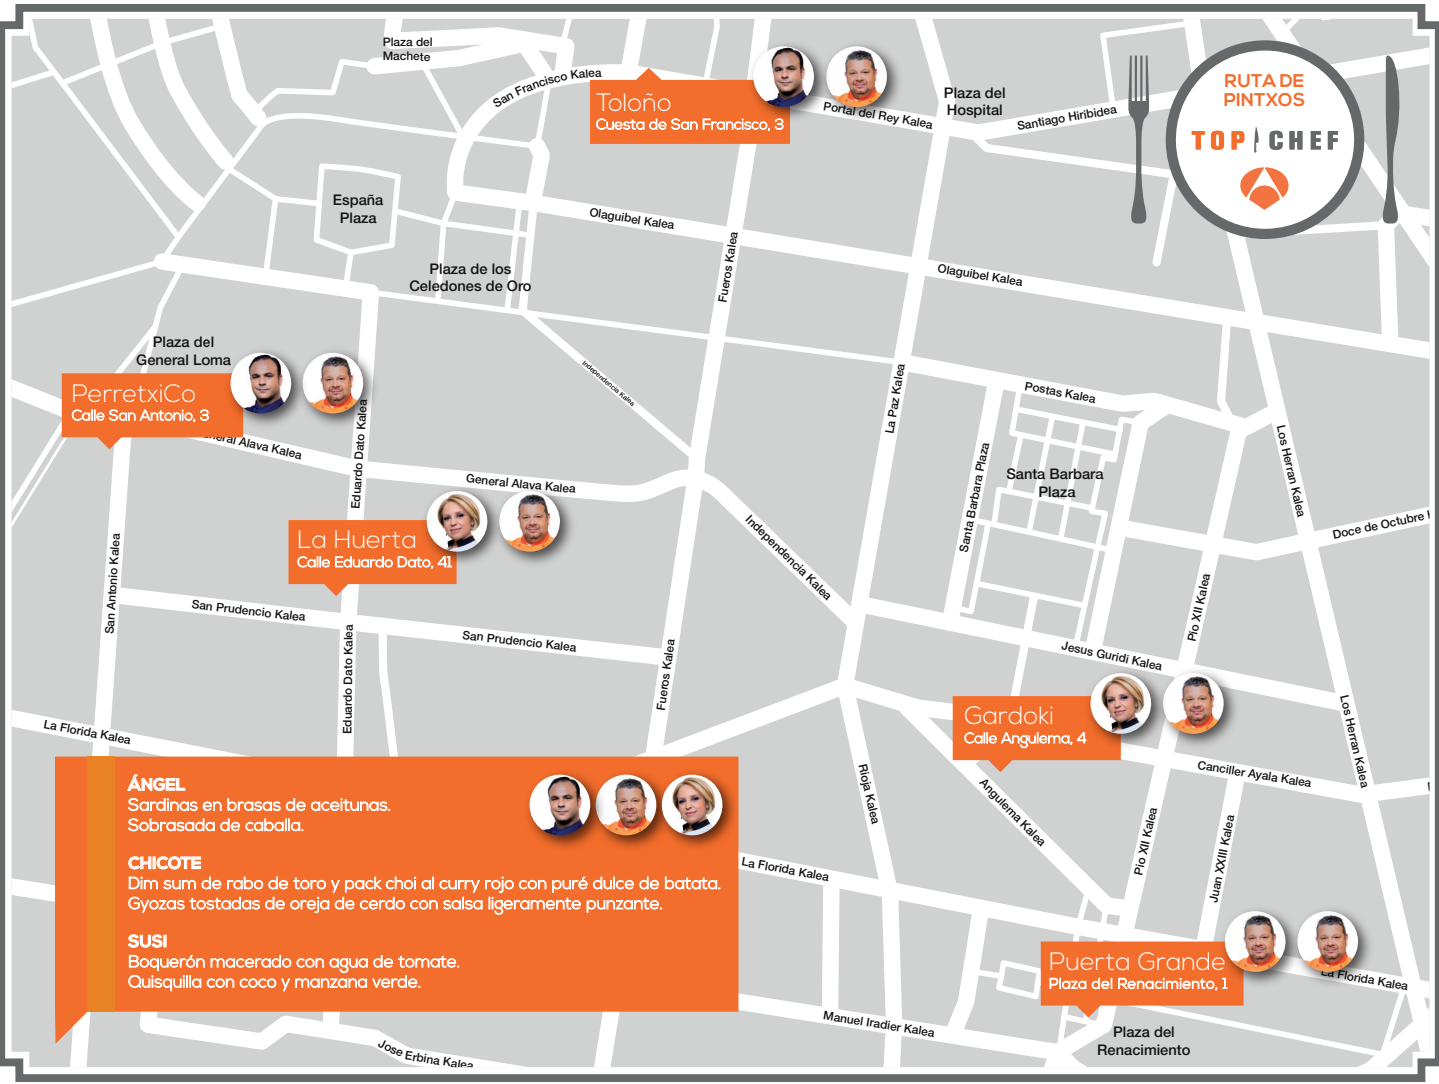 Plaza del
Machete
San Francisco Kalea
Toloño
Cuesta de San Francisco, 3
Portal del Rey Kalea
Plaza del
Hospital
Santiago Hiribidea
RUTA DE
PINTXOS
TOP CHEF
España
Plaza
Olaguibel Kalea
Fueros Kalea
Plaza de los
Celedones de Oro
Olaguibel Kalea
Plaza del
General Loma
PerretxiCo
Calle San Antonio, 3
Independencia Kalea
La Paz Kalea
Postas Kalea
Eduardo Dato Kalea
Alava Kalea
General Alava Kalea
Los Herran Kalea
Santa Barbara
Plaza
Santa Barbara Plaza
Independencia Kalea
Doce de Octubre
La Huerta
Calle Eduardo Dato, 41
San Antonio Kalea
San Prudencio Kalea
San Prudencio Kalea
Eduardo Dato Kalea
Fueros Kalea
Pio XII Kalea
Jesus Guridi Kalea
Gardoki
Calle Angulema, 4
Los Herran Kalea
La Florida Kalea
Rioja Kalea
Angulema Kalea
Canciller Ayala Kalea
Pio XII Kalea
Juan XXIII Kalea
ÁNGEL
Sardinas en brasas de aceitunas.
Sobrasada de caballa.
CHICOTE
Dim sum de rabo de toro y pack choi al curry rojo con puré dulce de batata.
Gyozas tostadas de oreja de cerdo con salsa ligeramente punzante.
SUSI
Boquerón macerado con agua de tomate.
Quisquilla con coco y manzana verde.
La Florida Kalea
Puerta Grande
Plaza del Renacimiento, 1
La Florida Kalea
Manuel Iradier Kalea
Plaza del
Renacimiento
Jose Erbina Kalea